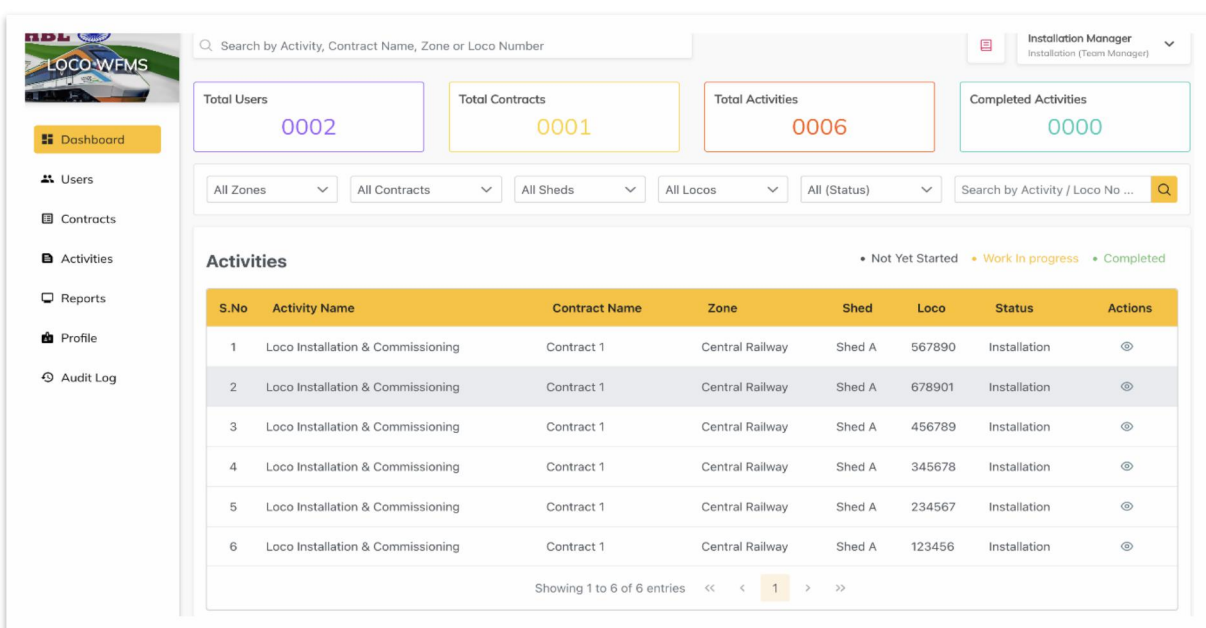 HBL
LOCO WFMS
Search by Activity, Contract Name, Zone or Loco Number
Installation Manager
Installation (Team Manager)
Total Users
0002
Total Contracts
0001
Total Activities
0006
Completed Activities
0000
Dashboard
Users
Contracts
Activities
Reports
Profile
Audit Log
All Zones All Contracts All Sheds All Locos All (Status) Search by Activity / Loco No ...
Activities
• Not Yet Started • Work In progress • Completed
S.No Activity Name Contract Name Zone Shed Loco Status Actions
1 Loco Installation & Commissioning Contract 1 Central Railway Shed A 567890 Installation
2 Loco Installation & Commissioning Contract 1 Central Railway Shed A 678901 Installation
3 Loco Installation & Commissioning Contract 1 Central Railway Shed A 456789 Installation
4 Loco Installation & Commissioning Contract 1 Central Railway Shed A 345678 Installation
5 Loco Installation & Commissioning Contract 1 Central Railway Shed A 234567 Installation
6 Loco Installation & Commissioning Contract 1 Central Railway Shed A 123456 Installation
Showing 1 to 6 of 6 entries << < 1 > >>